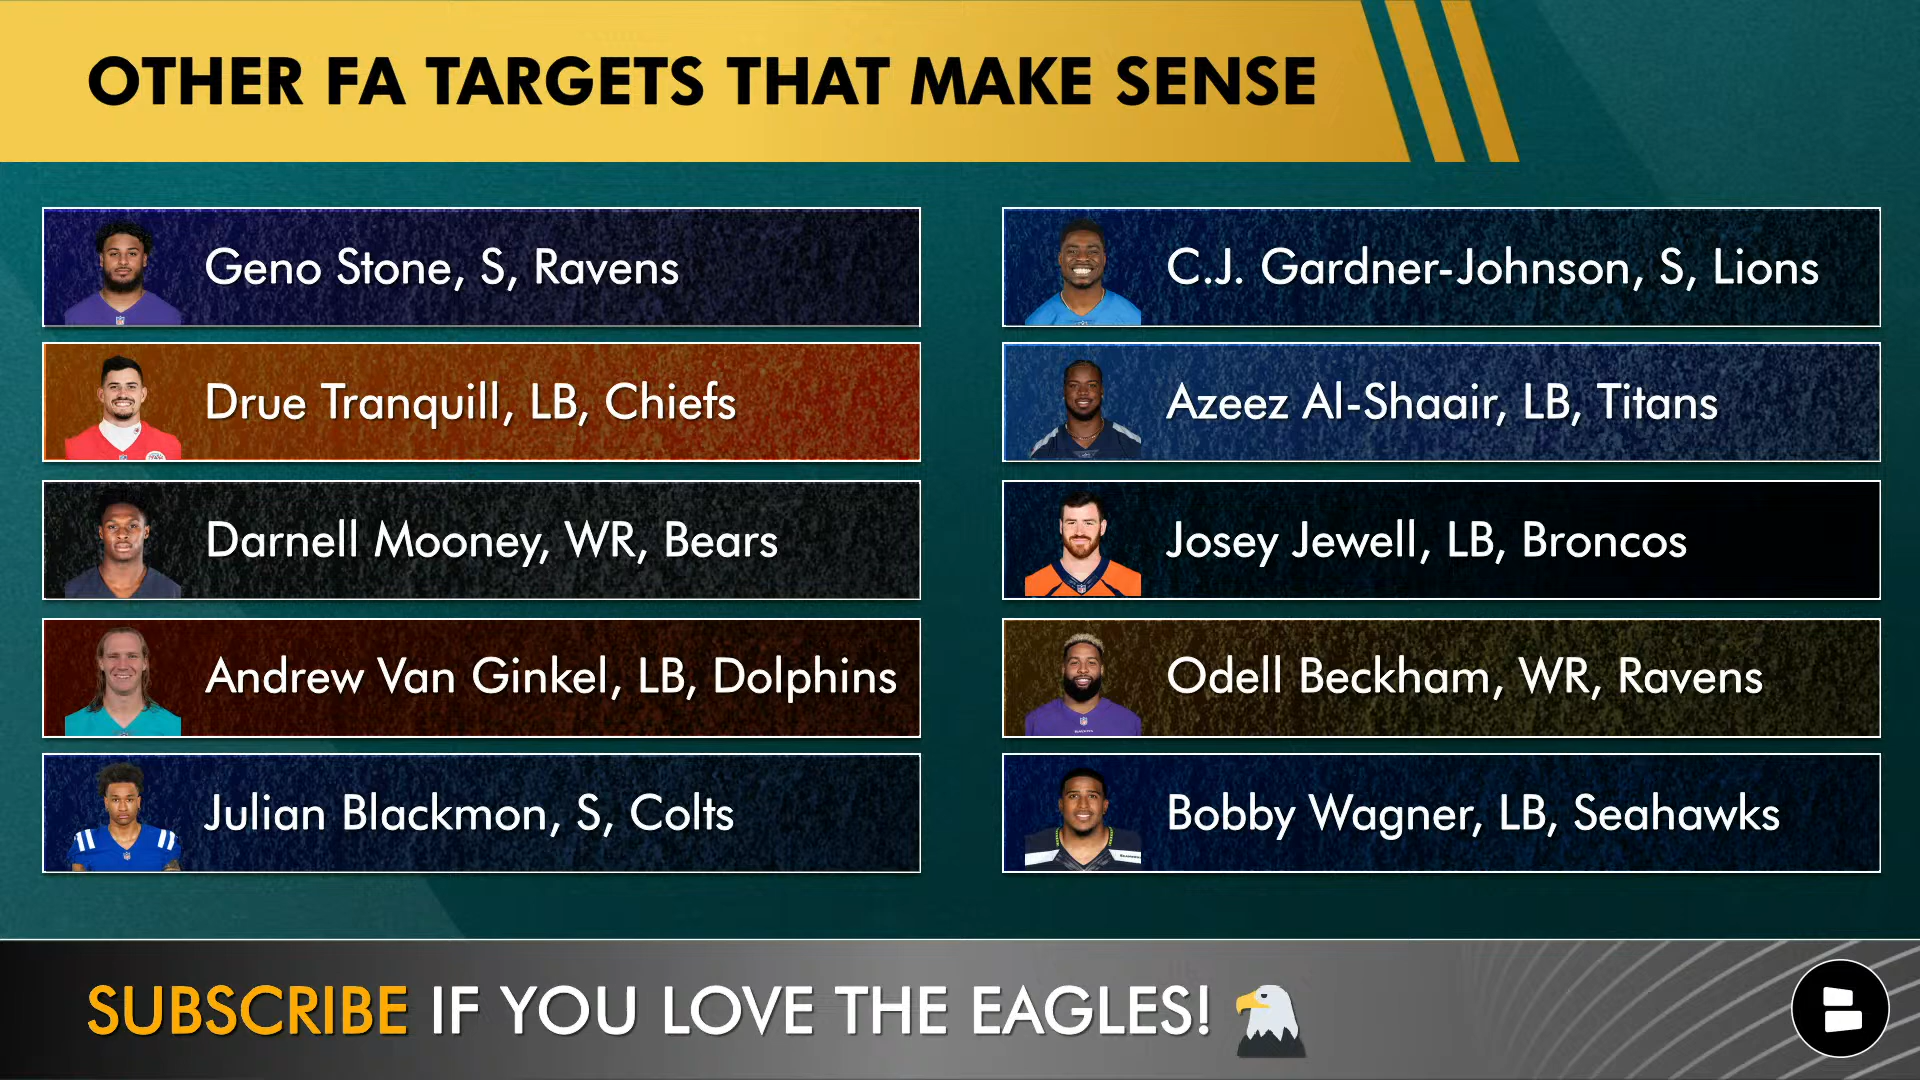 OTHER FA TARGETS THAT MAKE SENSE
Geno Stone, S, Ravens
Drue Tranquill, LB, Chiefs
Darnell Mooney, WR, Bears
Andrew Van Ginkel, LB, Dolphins
Julian Blackmon, S, Colts
C.J. Gardner-Johnson, S, Lions
Azeez Al-Shaair, LB, Titans
Josey Jewell, LB, Broncos
Odell Beckham, WR, Ravens
Bobby Wagner, LB, Seahawks
SUBSCRIBE IF YOU LOVE THE EAGLES!